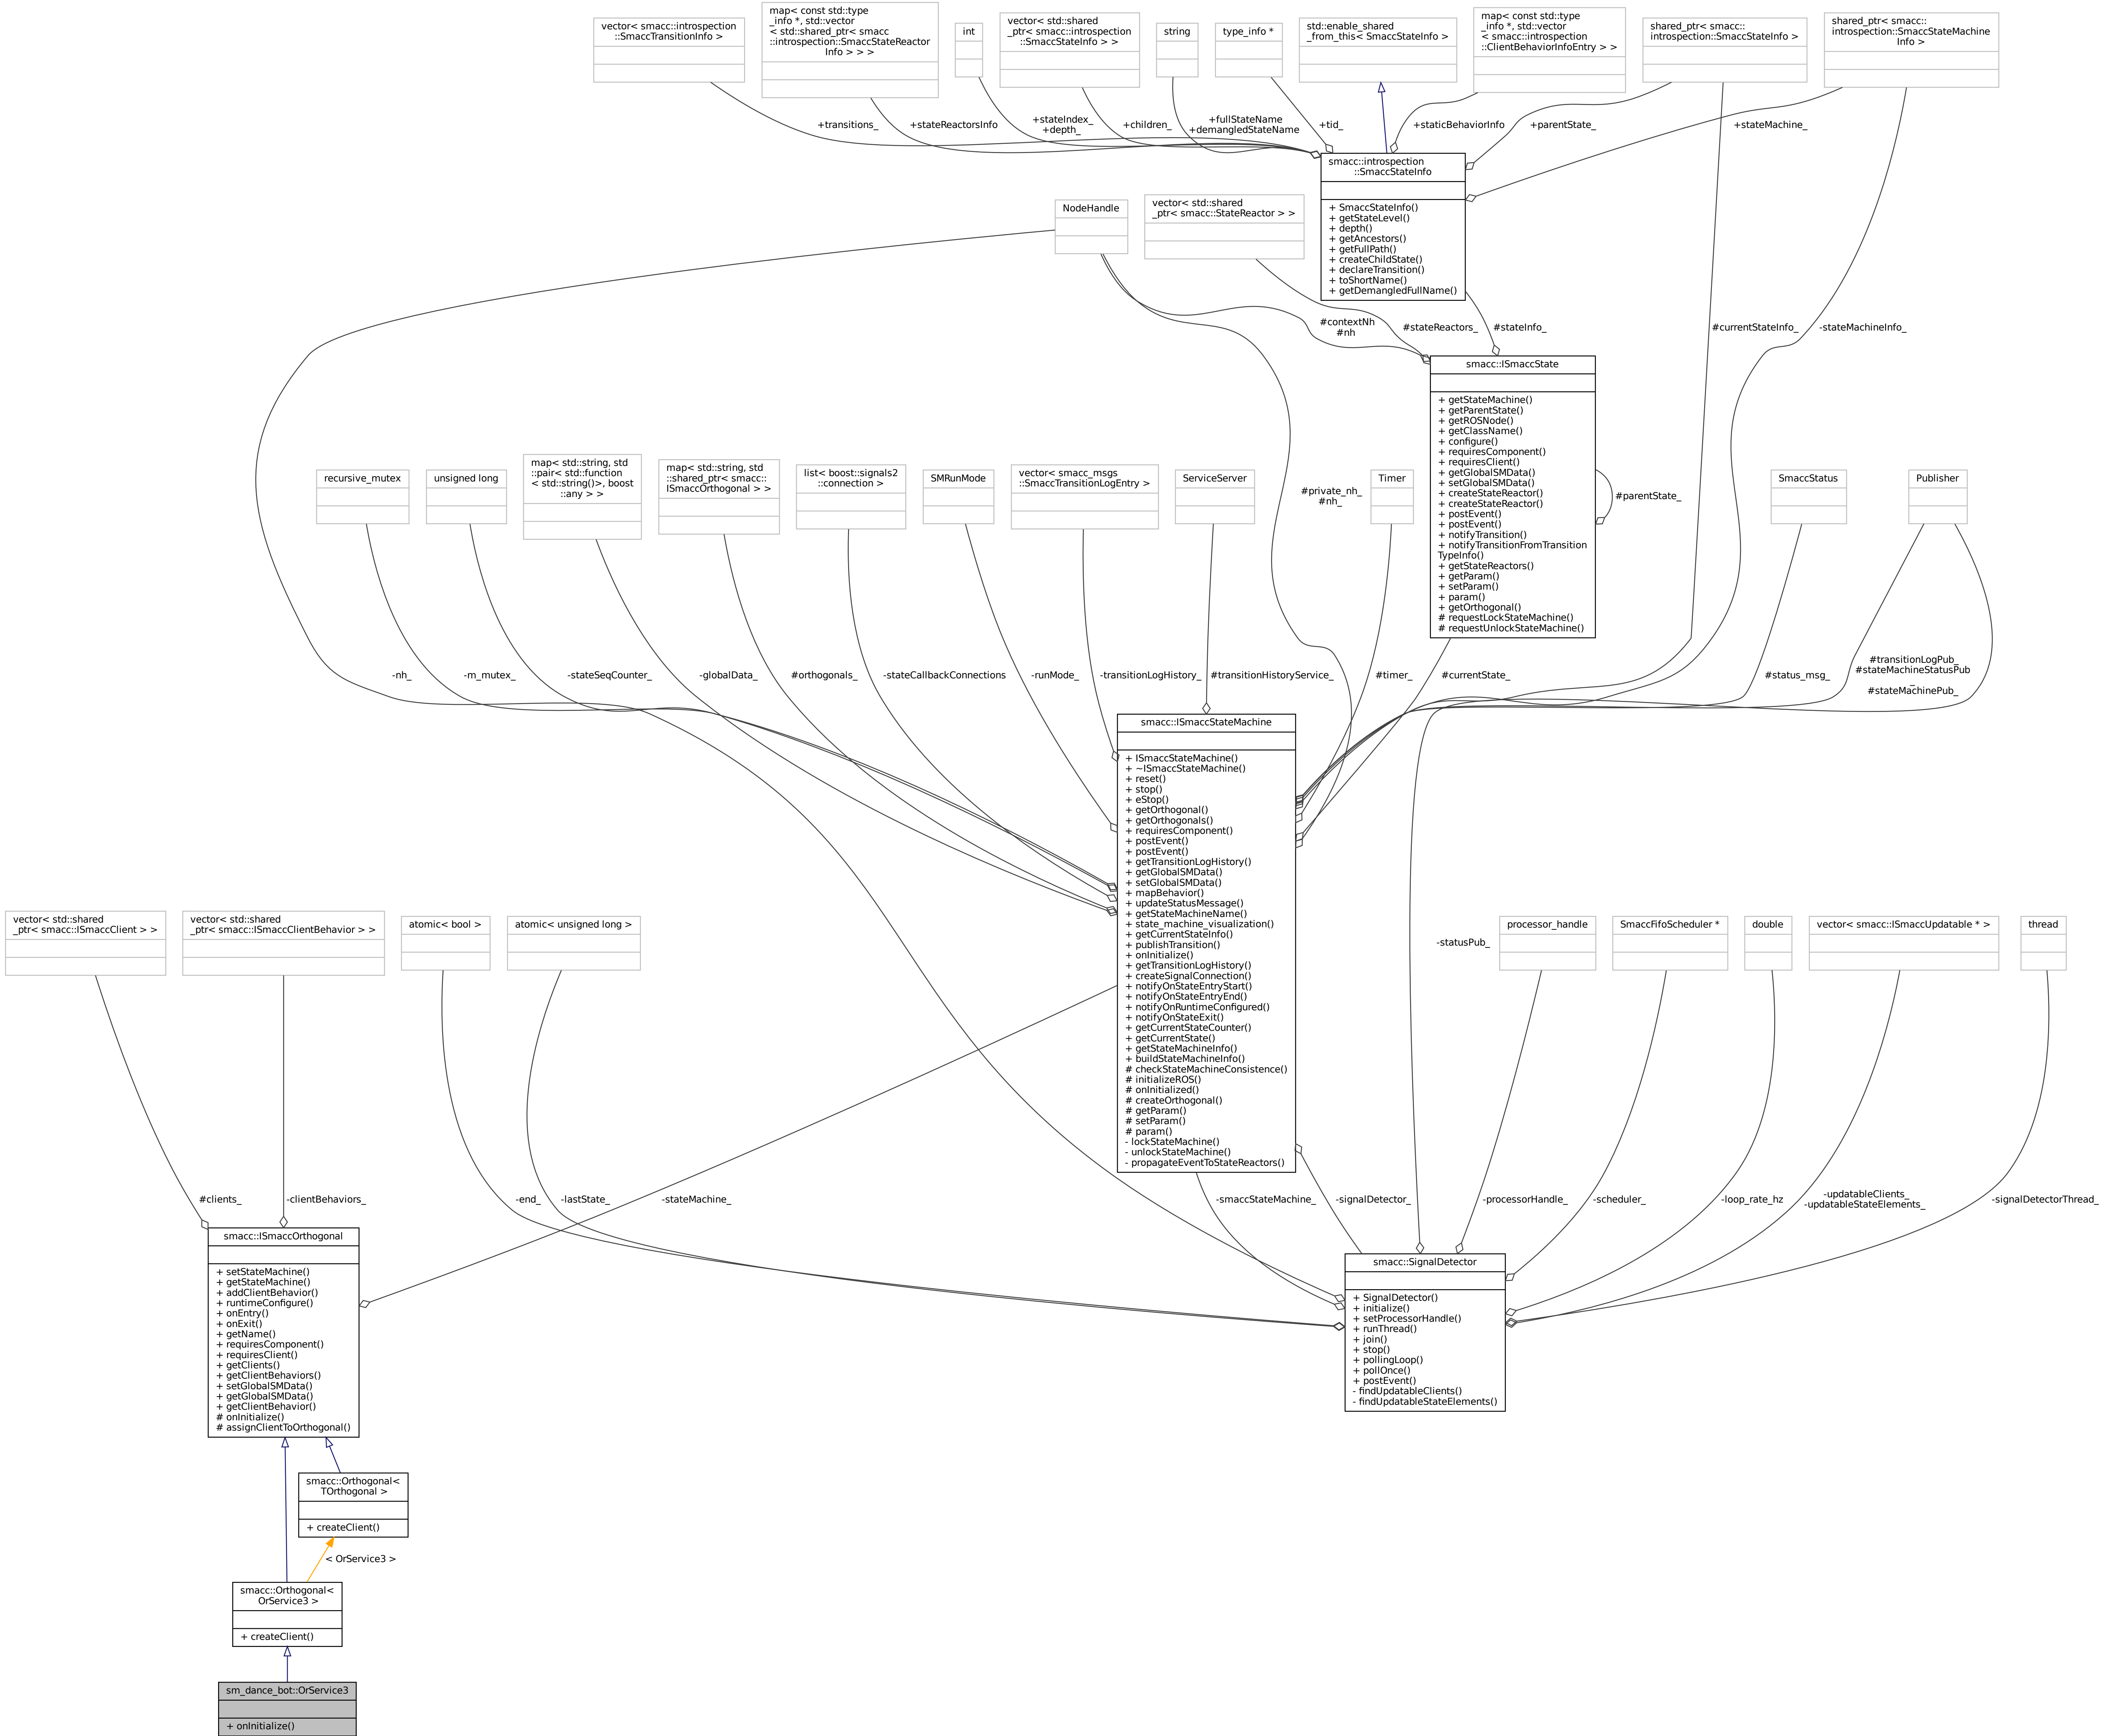 vector< smacc::introspection
::SmaccTransitionInfo >
map< const std::type
_info *, std::vector
< std::shared_ptr< smacc
::introspection::SmaccStateReactor
Info > > >
int
vector< std::shared
_ptr< smacc::introspection
::SmaccStateInfo > >
string
type_info *
std::enable_shared
_from_this< SmaccStateInfo >
map< const std::type
_info *, std::vector
< smacc::introspection
::ClientBehaviorInfoEntry > >
shared_ptr< smacc::
introspection::SmaccStateInfo >
shared_ptr< smacc::
introspection::SmaccStateMachine
Info >
+transitions_
+stateReactorsInfo
+stateIndex_
+depth_
+children_
+fullStateName
+demangledStateName
+tid_
+staticBehaviorInfo
+parentState_
+stateMachine_
smacc::introspection
::SmaccStateInfo
+ SmaccStateInfo()
+ getStateLevel()
+ depth()
+ getAncestors()
+ getFullPath()
+ createChildState()
+ declareTransition()
+ toShortName()
+ getDemangledFullName()
NodeHandle
vector< std::shared
_ptr< smacc::StateReactor > >
#contextNh
#nh
#stateReactors_
#stateInfo_
#currentStateInfo_
-stateMachineInfo_
smacc::ISmaccState
+ getStateMachine()
+ getParentState()
+ getROSNode()
+ getClassName()
+ configure()
+ requiresComponent()
+ requiresClient()
+ getGlobalSMData()
+ setGlobalSMData()
+ createStateReactor()
+ createStateReactor()
+ postEvent()
+ postEvent()
+ notifyTransition()
+ notifyTransitionFromTransition
TypeInfo()
+ getStateReactors()
+ getParam()
+ setParam()
+ param()
+ getOrthogonal()
# requestLockStateMachine()
# requestUnlockStateMachine()
#parentState_
recursive_mutex
unsigned long
map< std::string, std
::pair< std::function
< std::string()>, boost
::any > >
map< std::string, std
::shared_ptr< smacc::
ISmaccOrthogonal > >
list< boost::signals2
::connection >
SMRunMode
vector< smacc_msgs
::SmaccTransitionLogEntry >
ServiceServer
#private_nh_
#nh_
Timer
SmaccStatus
Publisher
-nh_
-m_mutex_
-stateSeqCounter_
-globalData_
#orthogonals_
-stateCallbackConnections
-runMode_
-transitionLogHistory_
#transitionHistoryService_
#timer_
#currentState_
#status_msg_
#transitionLogPub_
#stateMachineStatusPub
_
#stateMachinePub_
smacc::ISmaccStateMachine
+ ISmaccStateMachine()
+ ~ISmaccStateMachine()
+ reset()
+ stop()
+ eStop()
+ getOrthogonal()
+ getOrthogonals()
+ requiresComponent()
+ postEvent()
+ postEvent()
+ getTransitionLogHistory()
+ getGlobalSMData()
+ setGlobalSMData()
+ mapBehavior()
+ updateStatusMessage()
+ getStateMachineName()
+ state_machine_visualization()
+ getCurrentStateInfo()
+ publishTransition()
+ onInitialize()
+ getTransitionLogHistory()
+ createSignalConnection()
+ notifyOnStateEntryStart()
+ notifyOnStateEntryEnd()
+ notifyOnRuntimeConfigured()
+ notifyOnStateExit()
+ getCurrentStateCounter()
+ getCurrentState()
+ getStateMachineInfo()
+ buildStateMachineInfo()
# checkStateMachineConsistence()
# initializeROS()
# onInitialized()
# createOrthogonal()
# getParam()
# setParam()
# param()
- lockStateMachine()
- unlockStateMachine()
- propagateEventToStateReactors()
vector< std::shared
_ptr< smacc::ISmaccClient > >
vector< std::shared
_ptr< smacc::ISmaccClientBehavior > >
atomic< bool >
atomic< unsigned long >
-statusPub_
processor_handle
SmaccFifoScheduler *
double
vector< smacc::ISmaccUpdatable * >
thread
#clients_
-clientBehaviors_
-end_
-lastState_
-stateMachine_
-smaccStateMachine_
-signalDetector_
-processorHandle_
-scheduler_
-loop_rate_hz
-updatableClients_
-updatableStateElements_
-signalDetectorThread_
smacc::ISmaccOrthogonal
+ setStateMachine()
+ getStateMachine()
+ addClientBehavior()
+ runtimeConfigure()
+ onEntry()
+ onExit()
+ getName()
+ requiresComponent()
+ requiresClient()
+ getClients()
+ getClientBehaviors()
+ setGlobalSMData()
+ getGlobalSMData()
+ getClientBehavior()
# onInitialize()
# assignClientToOrthogonal()
smacc::SignalDetector
+ SignalDetector()
+ initialize()
+ setProcessorHandle()
+ runThread()
+ join()
+ stop()
+ pollingLoop()
+ pollOnce()
+ postEvent()
- findUpdatableClients()
- findUpdatableStateElements()
smacc::Orthogonal<
TOrthogonal >
+ createClient()
< OrService3 >
smacc::Orthogonal<
OrService3 >
+ createClient()
sm_dance_bot::OrService3
+ onInitialize()